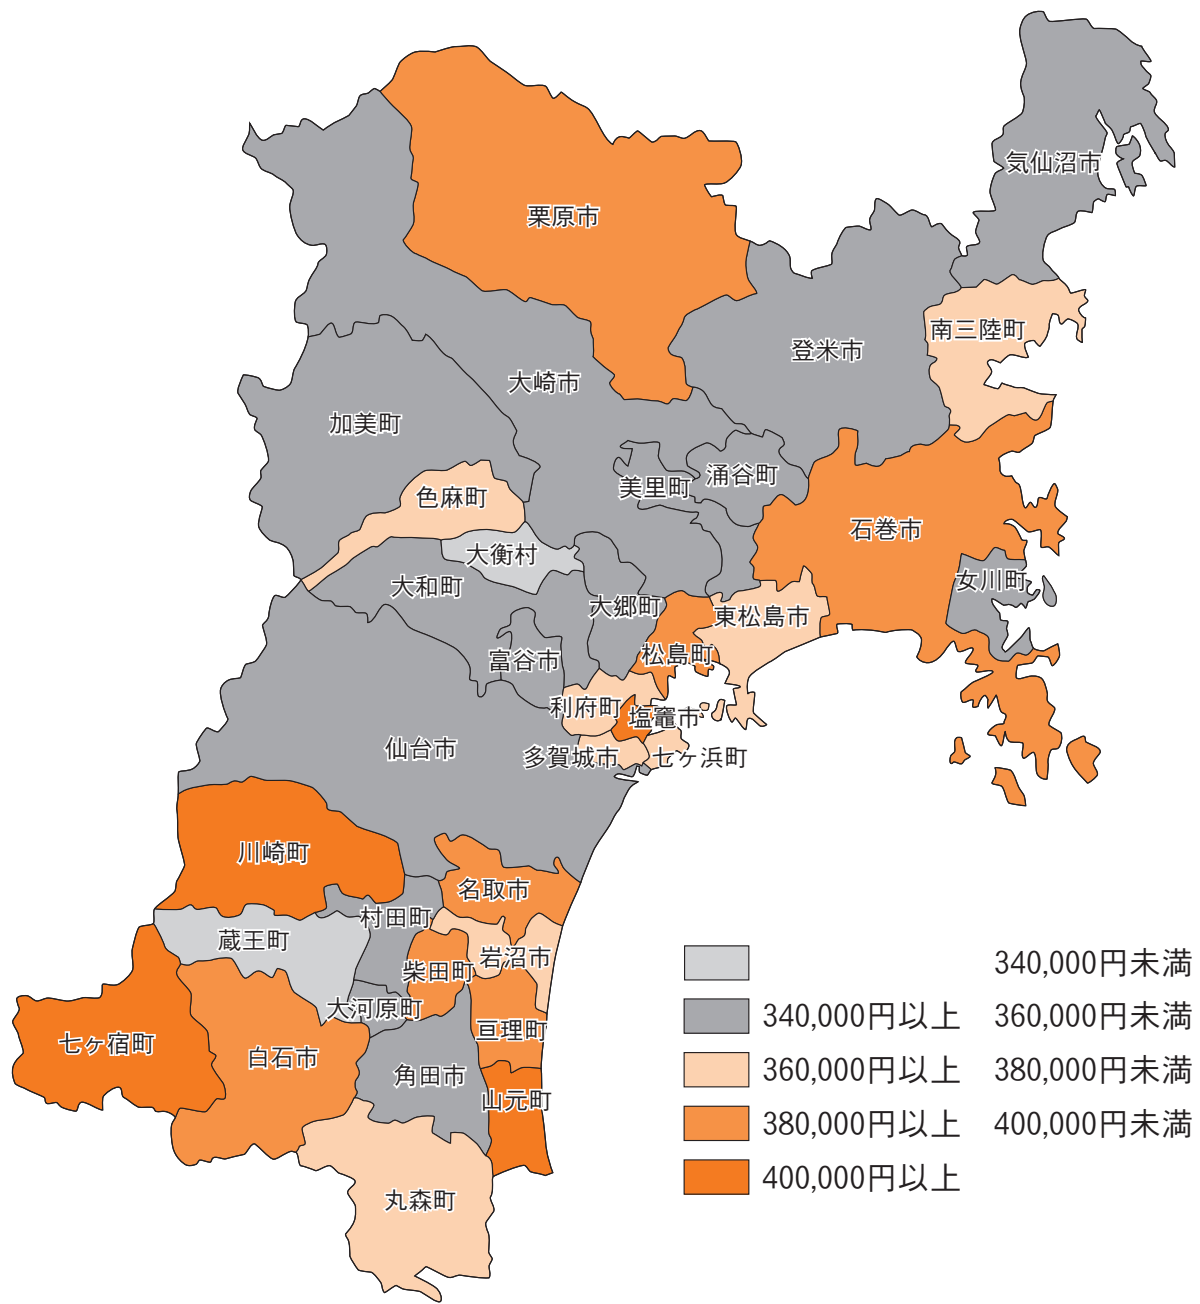 気仙沼市
栗原市
南三陸町
登米市
大崎市
加美町
涌谷町
美里町
色麻町
石巻市
大衡村
女川町
大和町
大郷町
東松島市
松島町
富谷市
利府町
塩竈市
仙台市
多賀城市
七ヶ浜町
川崎町
名取市
村田町
蔵王町
岩沼市
柴田町
大河原町
亘理町
七ヶ宿町
白石市
角田市
山元町
丸森町
340,000円未満
340,000円以上 360,000円未満
360,000円以上 380,000円未満
380,000円以上 400,000円未満
400,000円以上